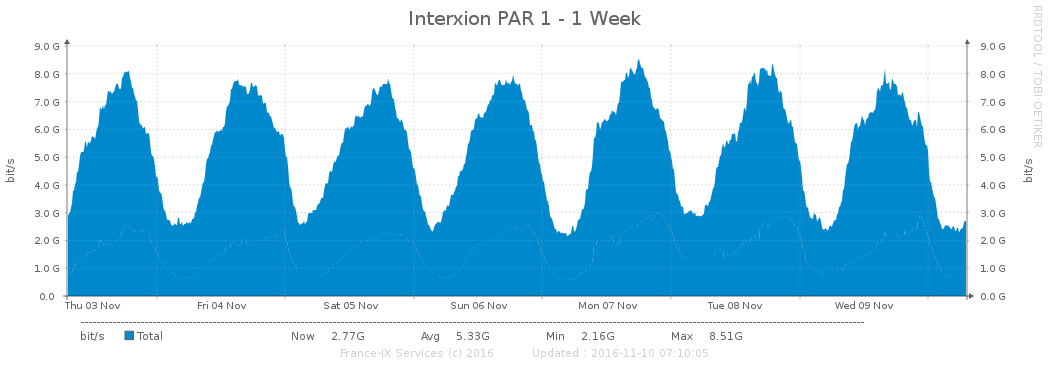 Interxion PAR 1 - 1 Week
RRDTOOL / TOBI OETIKER
bit/s
9.0 G
8.0 G
7.0 G
6.0 G
5.0 G
4.0 G
3.0 G
2.0 G
1.0 G
0.0
9.0 G
8.0 G
7.0 G
6.0 G
5.0 G
4.0 G
3.0 G
2.0 G
1.0 G
0.0 G
bit/s
Thu 03 Nov Fri 04 Nov Sat 05 Nov Sun 06 Nov Mon 07 Nov Tue 08 Nov Wed 09 Nov
bit/s Total Now 2.77G Avg 5.33G Min 2.16G Max 8.51G
France-IX Services (c) 2016 Updated : 2016-11-10 07:10:05